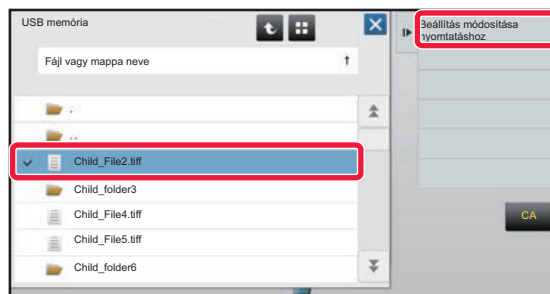 USB memória
Beállítás módosítása
nyomtatáshoz
Fájl vagy mappa neve
.
..
Child_File2.tiff
Child_folder3
Child_File4.tiff
Child_File5.tiff
Child_folder6
CA